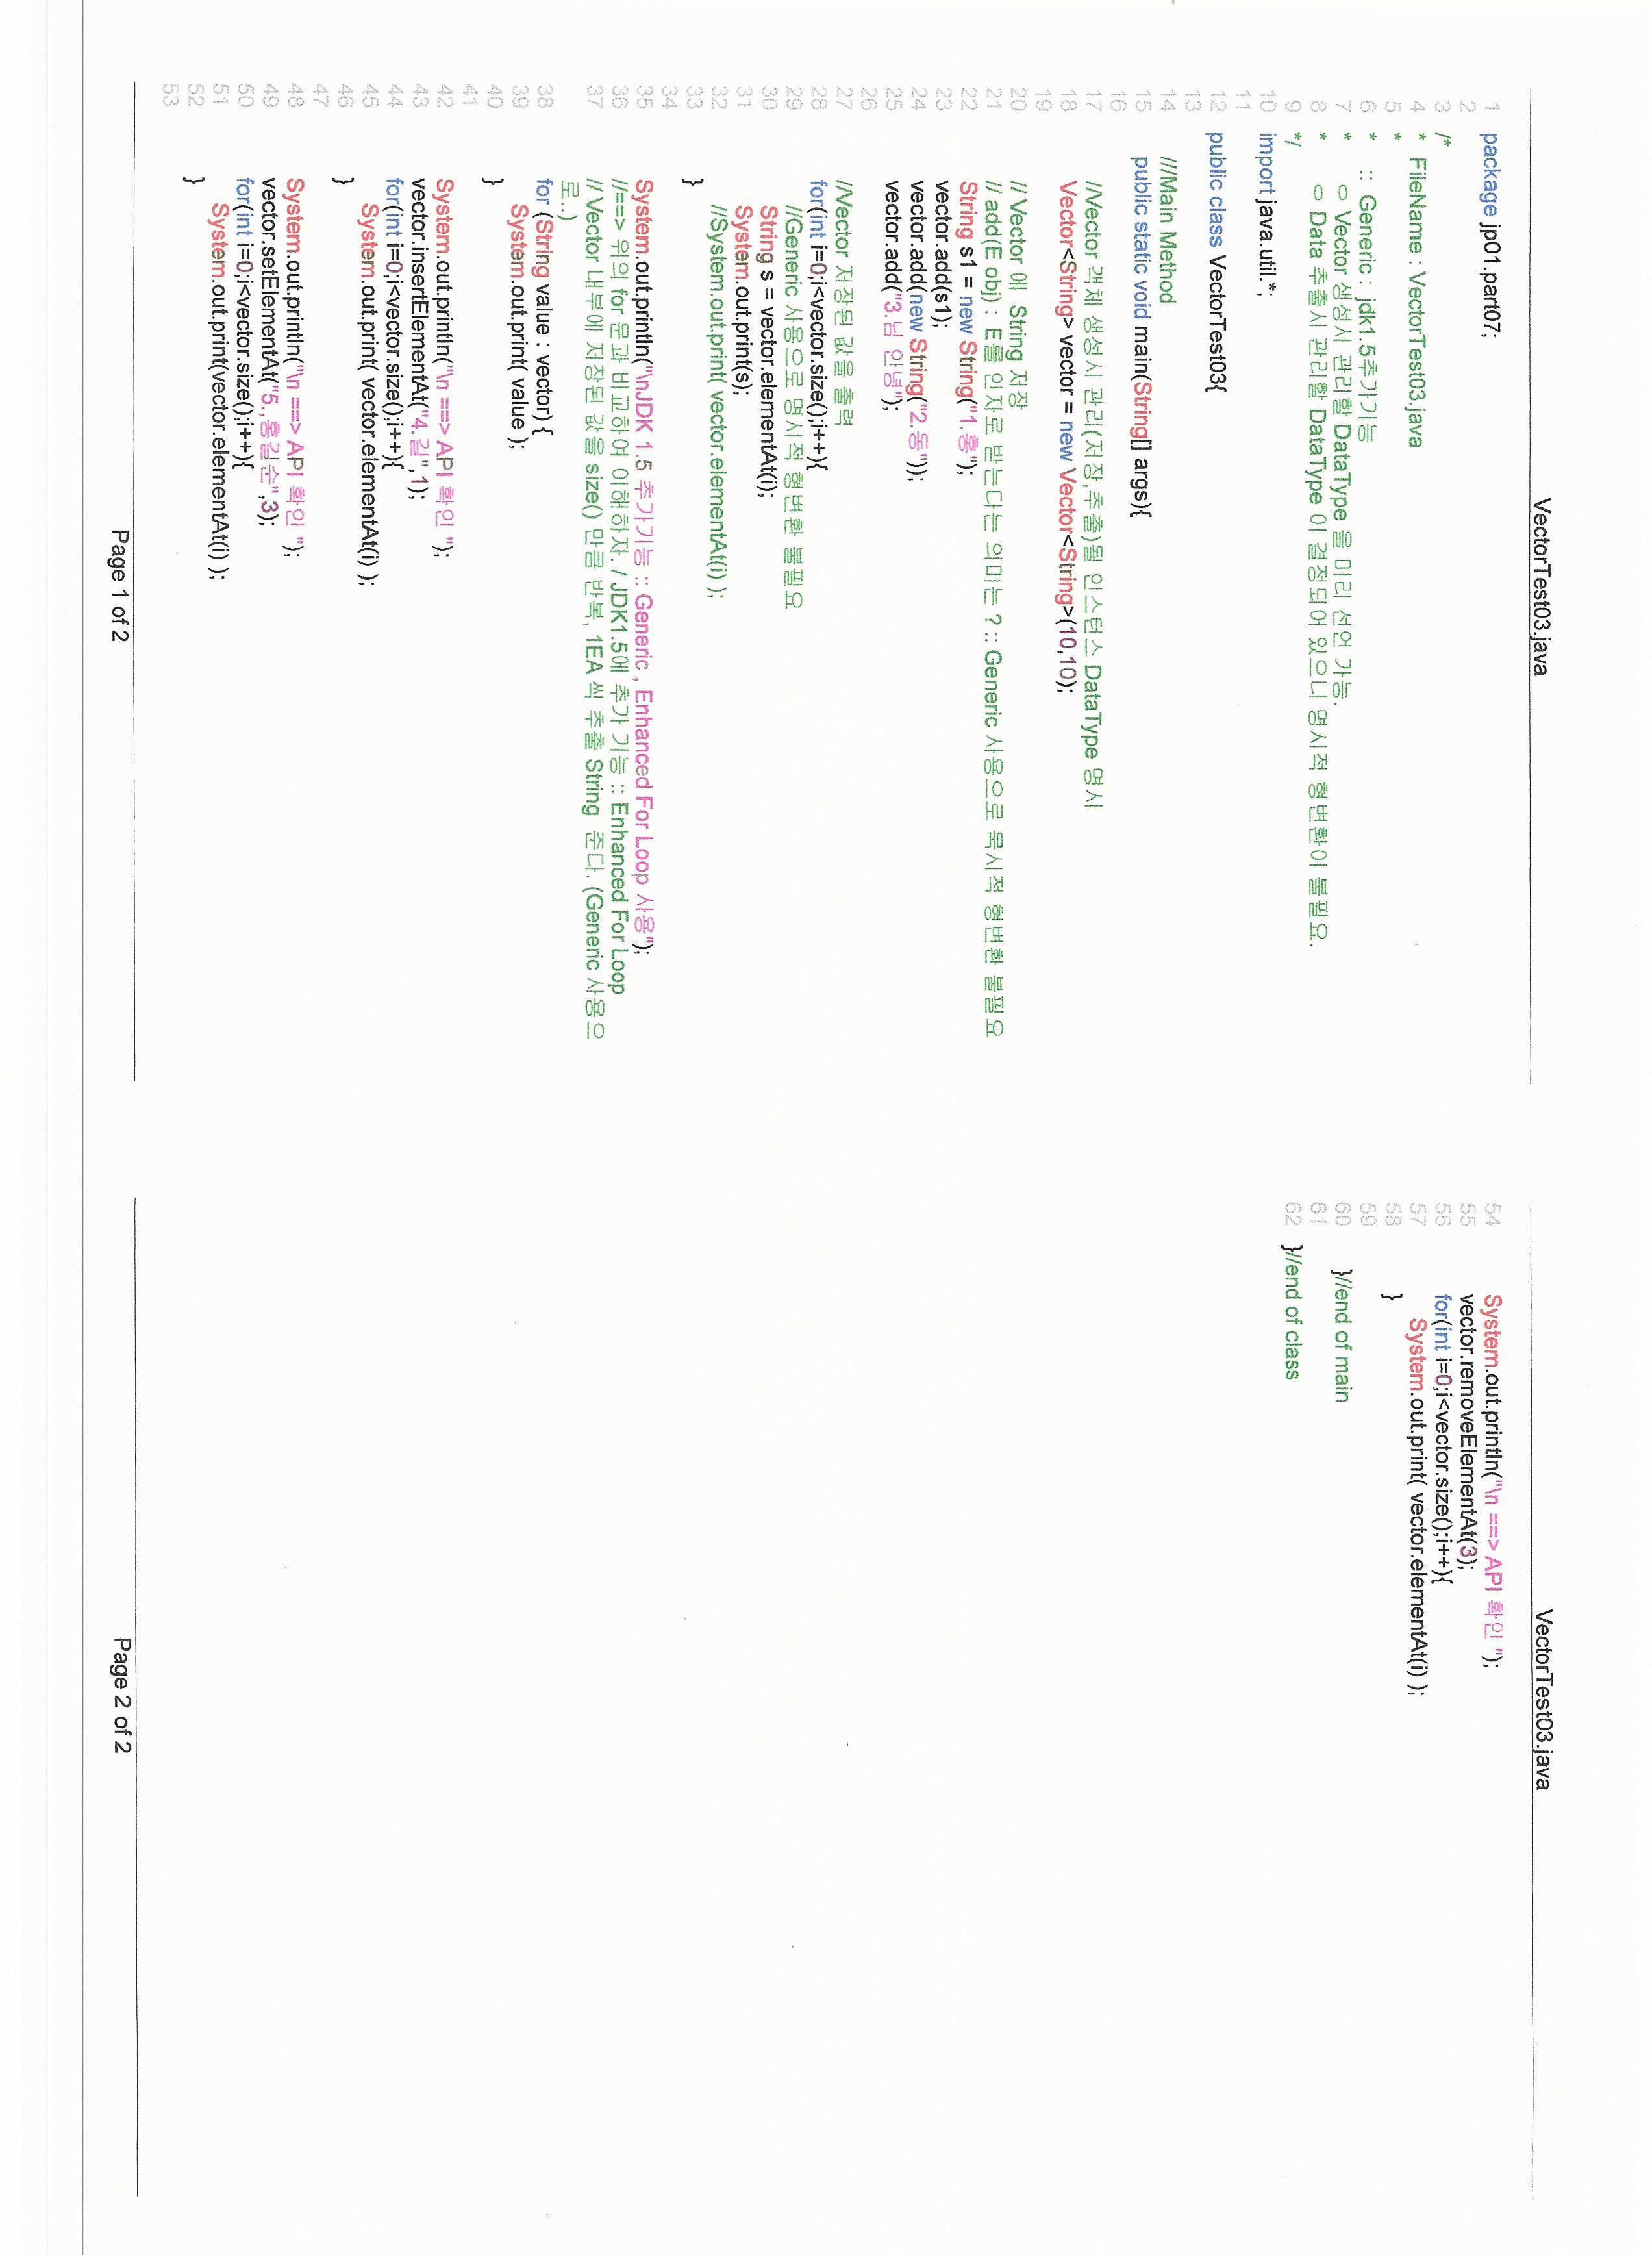 VectorTest03.java
1 package jp01.part07;
2
3 /*
4 * FileName : VectorTest03.java
5 *
6 * :: Generic : jdk1.5추가기능
7 * ㅇ Vector 생성시 관리할 DataType 을 미리 선언 가능.
8 * ㅇ Data 추출시 관리할 DataType 이 결정되어 있으니 명시적 형변환이 불필요.
9 */
10 import java.util.*;
11
12 public class VectorTest03{
13
14 ///Main Method
15 public static void main(String[] args){
16
17 //Vector 객체 생성시 관리(저장,추출)될 인스턴스 DataType 명시
18 Vector<String> vector = new Vector<String>(10,10);
19
20 // Vector 에 String 저장
21 // add(E obj) : E를 인자로 받는다는 의미는 ? :: Generic 사용으로 묵시적 형변환 불필요
22 String s1 = new String("1.홍");
23 vector.add(s1);
24 vector.add(new String("2.동"));
25 vector.add("3.님 안녕");
26
27 //Vector 저장된 값을 출력
28 for(int i=0;i<vector.size();i++){
29 //Generic 사용으로 명시적 형변환 불필요
30 String s = vector.elementAt(i);
31 System.out.print(s);
32 //System.out.print( vector.elementAt(i) );
33 }
34
35 System.out.println("\nJDK 1.5 추가기능 :: Generic , Enhanced For Loop 사용");
36 //==> 위의 for 문과 비교하여 이해하자. / JDK1.5에 추가 기능 :: Enhanced For Loop
37 // Vector 내부에 저장된 값을 size() 만큼 반복, 1EA 씩 추출 String 준다. (Generic 사용으
로..)
38 for (String value : vector) {
39 System.out.print( value );
40 }
41
42 System.out.println("\n ==> API 확인 ");
43 vector.insertElementAt("4.길",1);
44 for(int i=0;i<vector.size();i++){
45 System.out.print( vector.elementAt(i) );
46 }
47
48 System.out.println("\n ==> API 확인 ");
49 vector.setElementAt("5.,홍길순",3);
50 for(int i=0;i<vector.size();i++){
51 System.out.print(vector.elementAt(i) );
52 }
53
Page 1 of 2
VectorTest03.java
54 System.out.println("\n ==> API 확인 ");
55 vector.removeElementAt(3);
56 for(int i=0;i<vector.size();i++){
57 System.out.print( vector.elementAt(i) );
58 }
59
60 }//end of main
61
62 }//end of class
Page 2 of 2